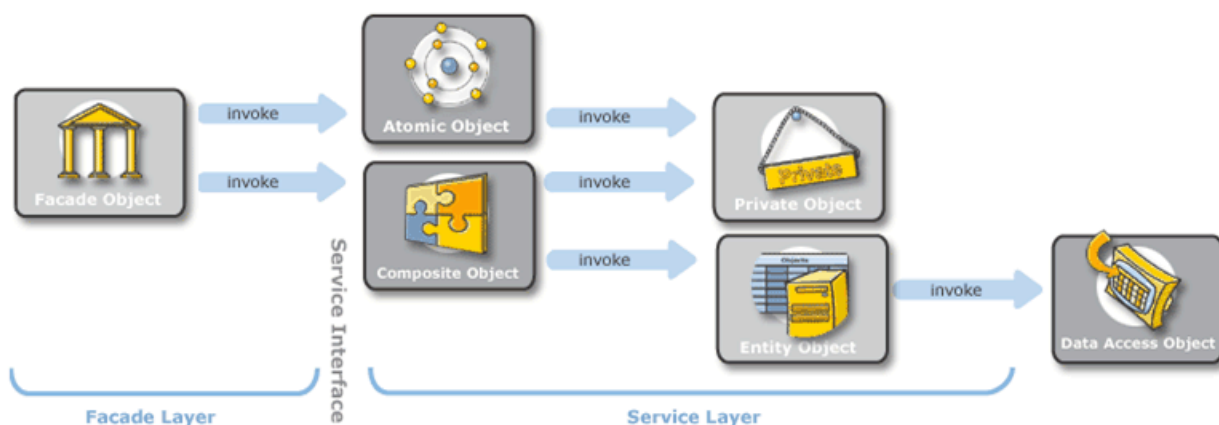 Facade Object
invoke
invoke
Service Interface
Atomic Object
Composite Object
invoke
invoke
invoke
Private
Private Object
Objects
Entity Object
invoke
Data Access Object
Facade Layer
Service Layer